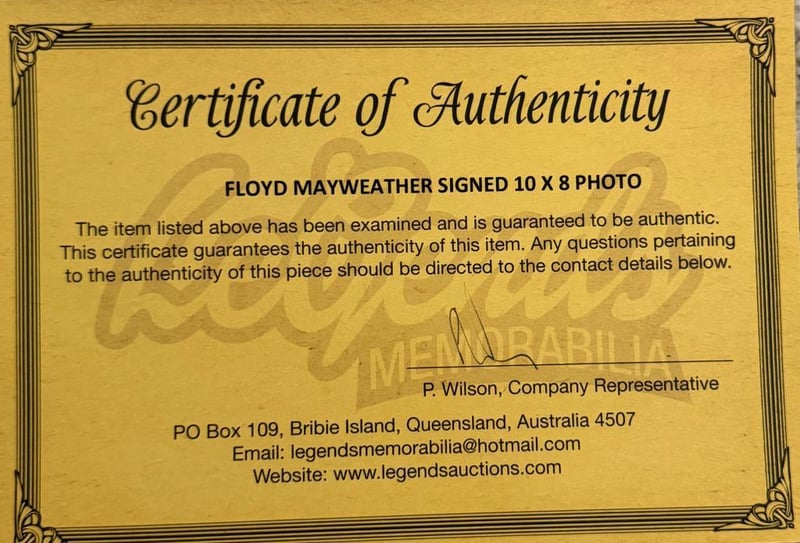 Certificate of Authenticity
FLOYD MAYWEATHER SIGNED 10 X 8 PHOTO
The item listed above has been examined and is guaranteed to be authentic.
This certificate guarantees the authenticity of this item. Any questions pertaining
to the authenticity of this piece should be directed to the contact details below.
Legends
MEMORABILIA
P. Wilson, Company Representative
PO Box 109, Bribie Island, Queensland, Australia 4507
Email: legendsmemorabilia@hotmail.com
Website: www.legendsauctions.com